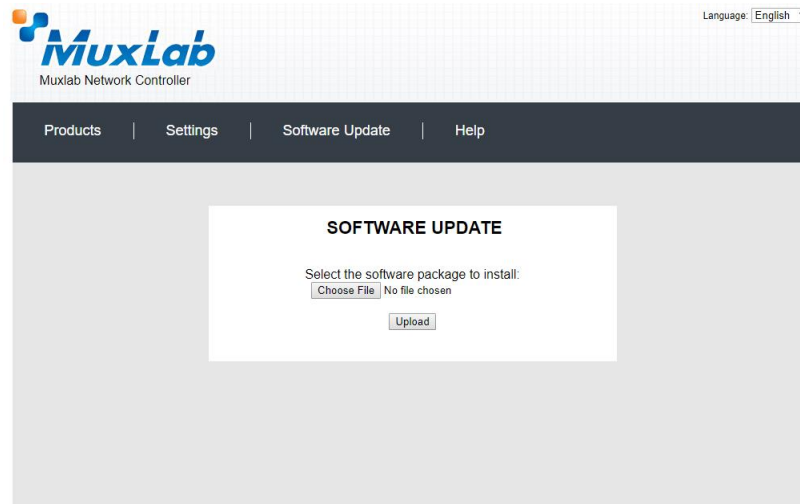 Language: English
MuxLab
Muxlab Network Controller
Products | Settings | Software Update | Help
SOFTWARE UPDATE
Select the software package to install:
Choose File No file chosen
Upload